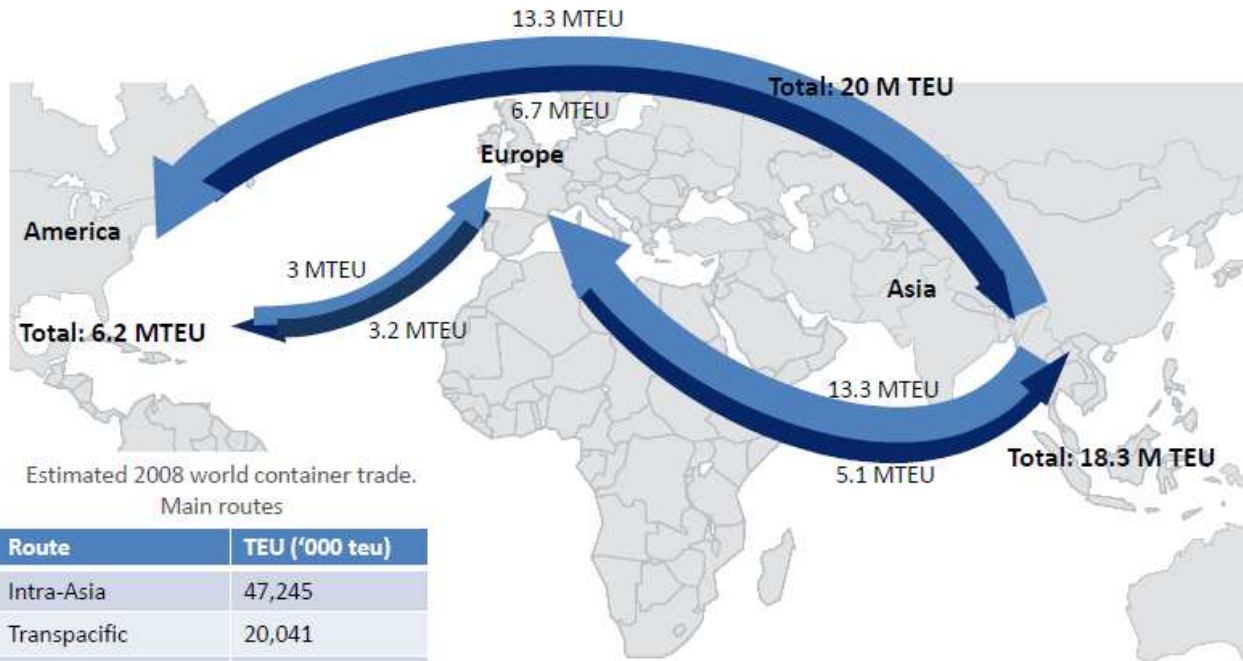 13.3 MTEU
Total: 20 M TEU
6.7 MTEU
Europe
America
3 MTEU
Asia
Total: 6.2 MTEU
3.2 MTEU
13.3 MTEU
Total: 18.3 M TEU
5.1 MTEU
Estimated 2008 world container trade.
Main routes
Route TEU (‘000 teu)
Intra-Asia 47,245
Transpacific 20,041